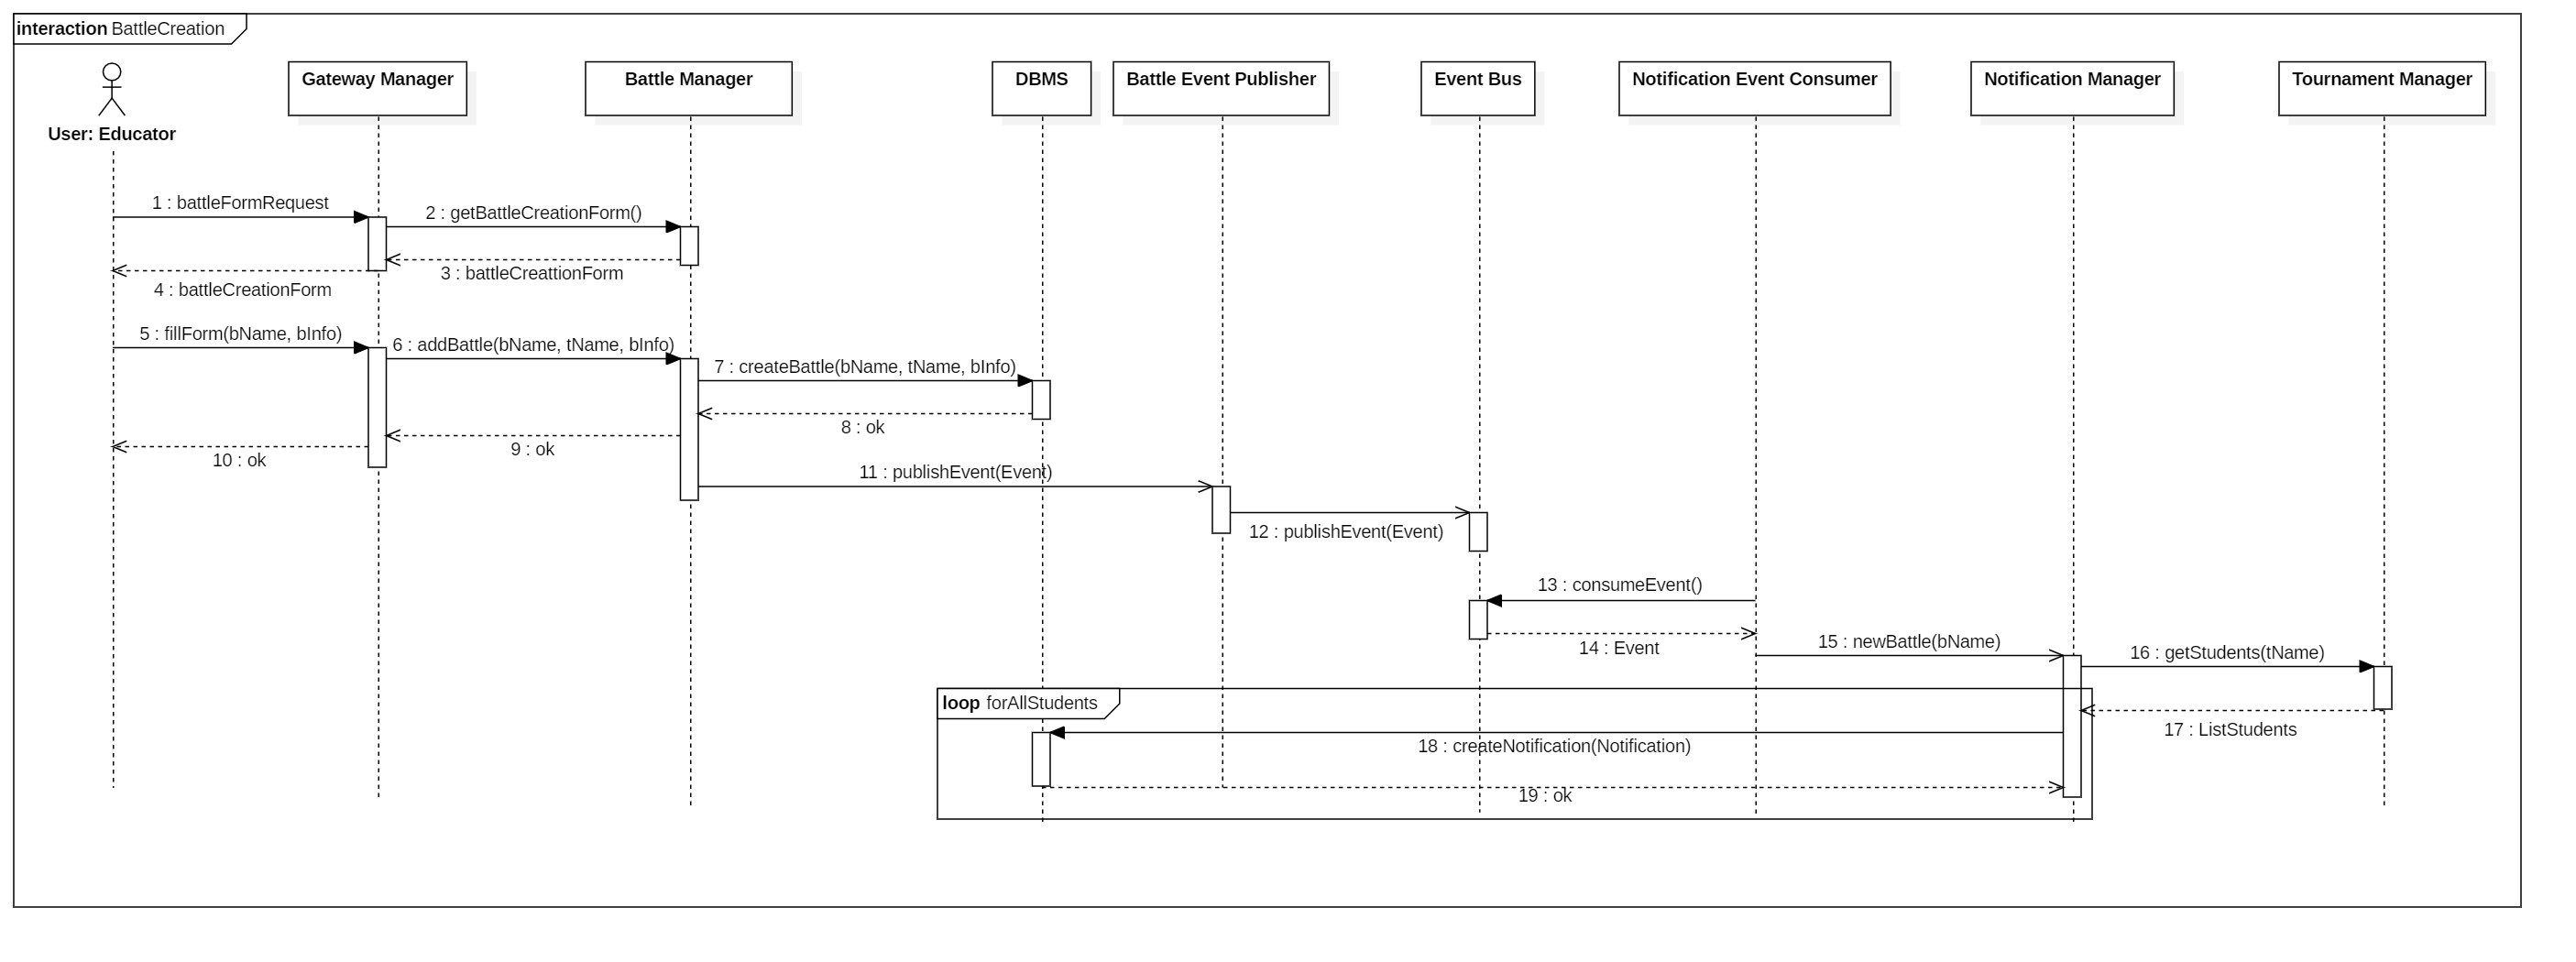 interaction BattleCreation
Gateway Manager
Battle Manager
DBMS
Battle Event Publisher
Event Bus
Notification Event Consumer
Notification Manager
Tournament Manager
User: Educator
1 : battleFormRequest
2 : getBattleCreationForm()
3 : battleCreattionForm
4 : battleCreationForm
5 : fillForm(bName, bInfo)
6 : addBattle(bName, tName, bInfo)
7 : createBattle(bName, tName, bInfo)
8 : ok
9 : ok
10 : ok
11 : publishEvent(Event)
12 : publishEvent(Event)
13 : consumeEvent()
14 : Event
15 : newBattle(bName)
16 : getStudents(tName)
loop forAllStudents
17 : ListStudents
18 : createNotification(Notification)
19 : ok